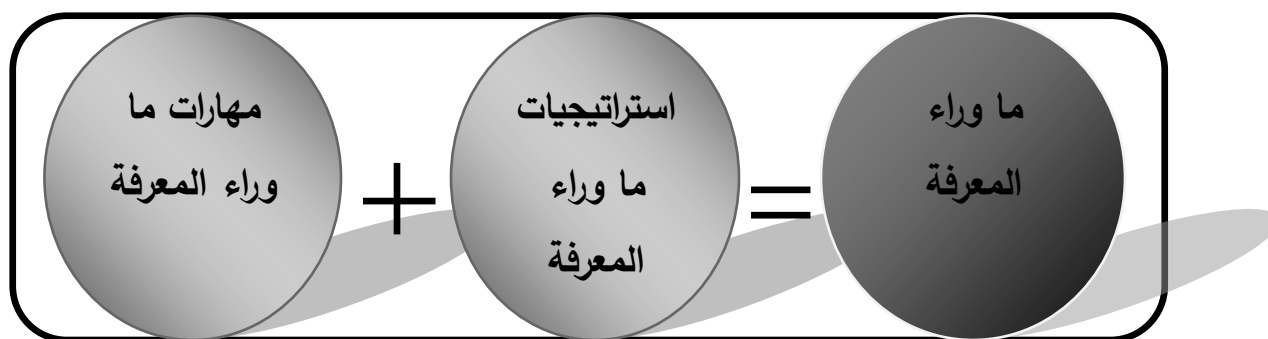 ما وراء
المعرفة
=
استراتيجيات
ما وراء
المعرفة
+
مهارات ما
وراء المعرفة